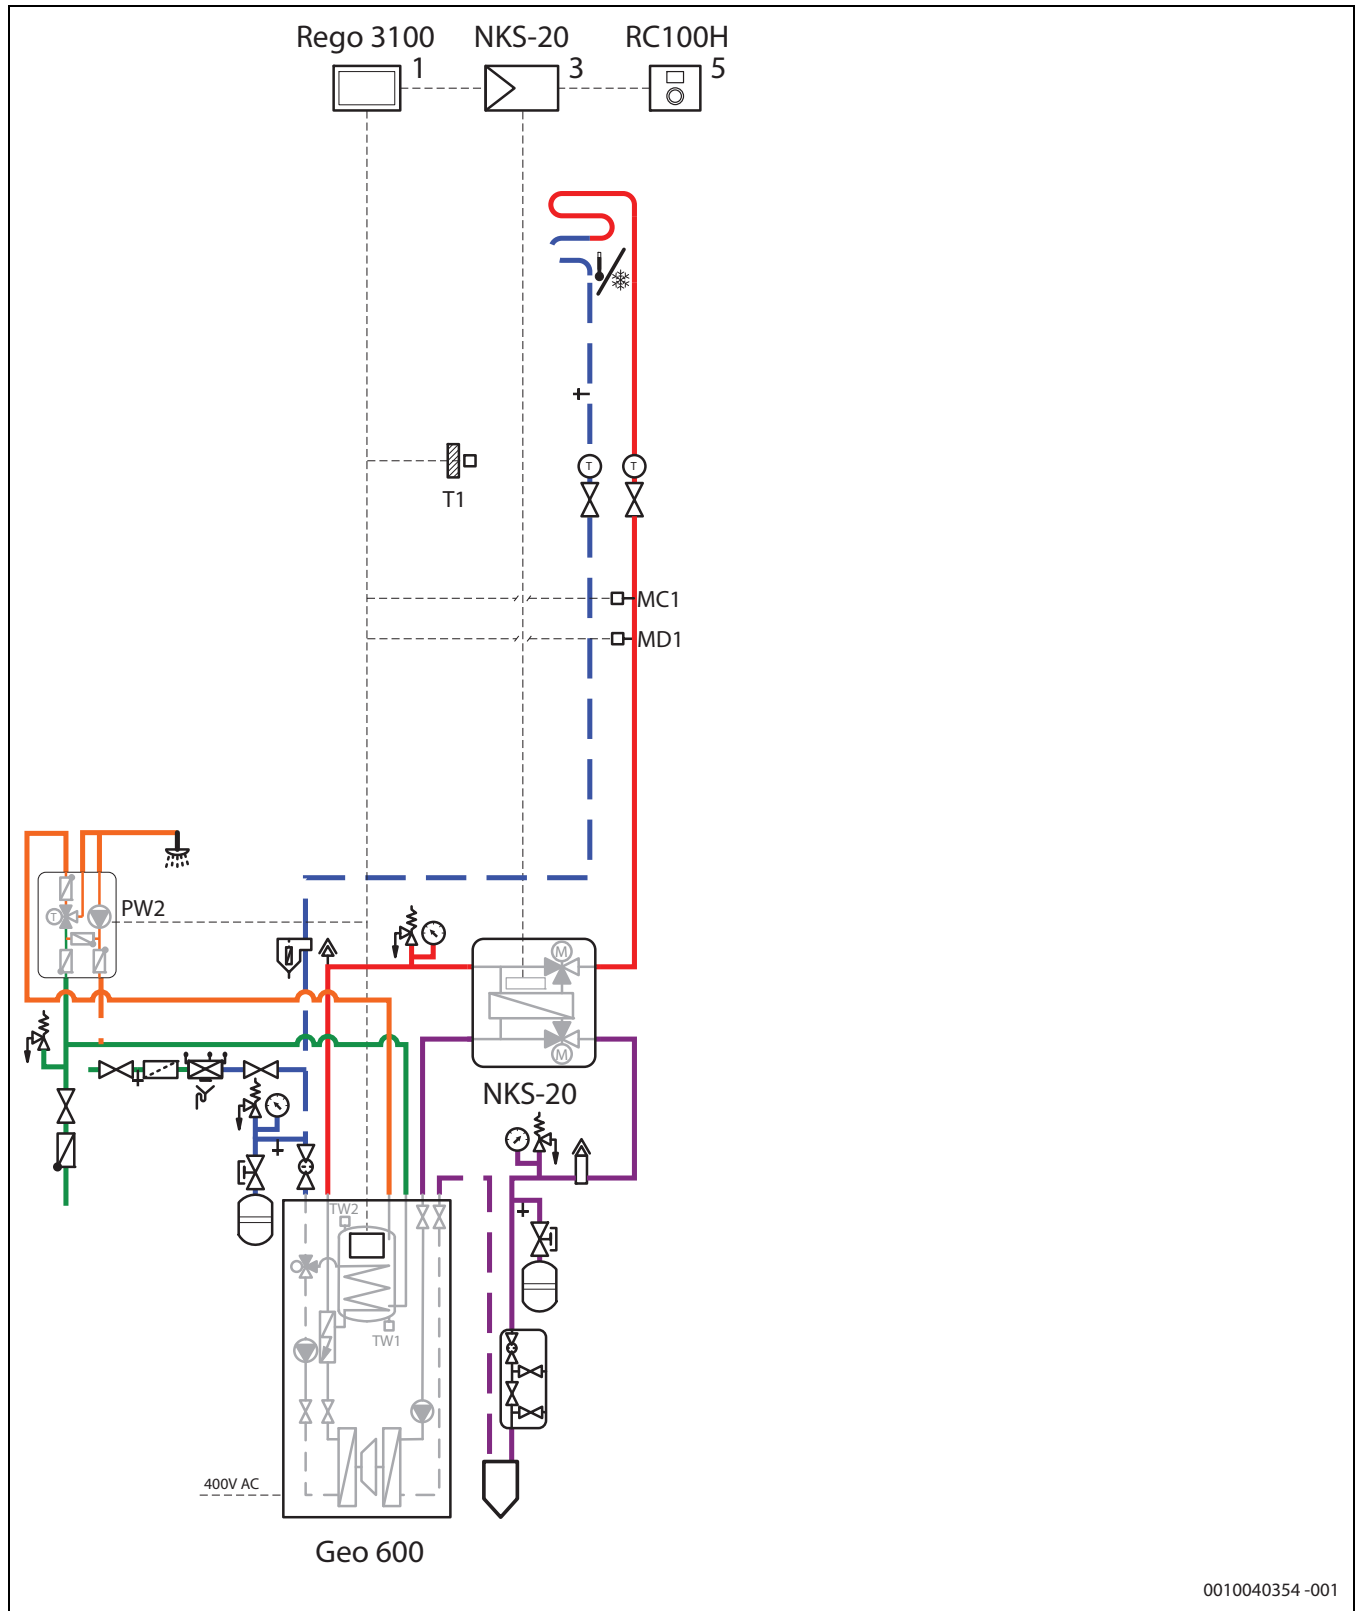 Rego 3100 NKS-20 RC100H
1 3 5
T1
T T
MC1
MD1
PW2
T
M
M
NKS-20
TW2
TW1
400V AC
Geo 600
0010040354 -001